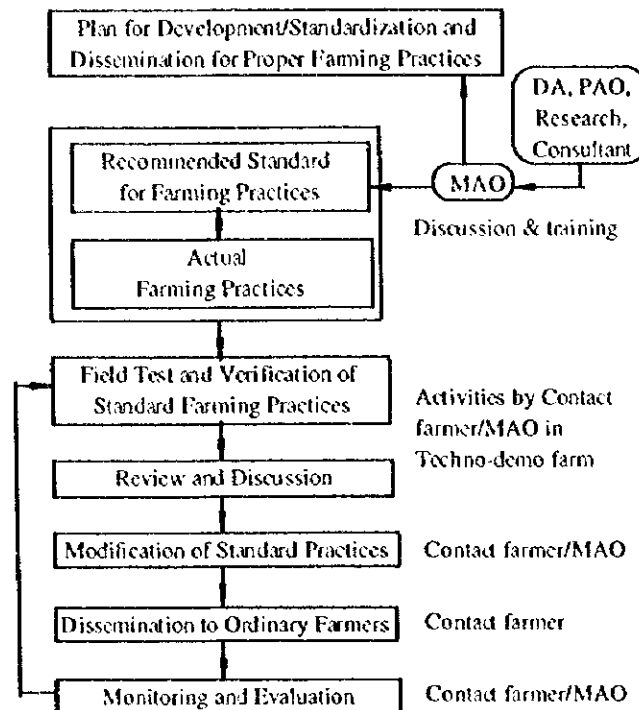 Plan for Development/Standardization and
Dissemination for Proper Farming Practices
DA, PAO,
Research,
Consultant
MAO
Discussion & training
Recommended Standard
for Farming Practices
Actual
Farming Practices
Field Test and Verification of
Standard Farming Practices
Activities by Contact
farmer/MAO in
Techno-demo farm
Review and Discussion
Modification of Standard Practices
Contact farmer/MAO
Dissemination to Ordinary Farmers
Contact farmer
Monitoring and Evaluation
Contact farmer/MAO